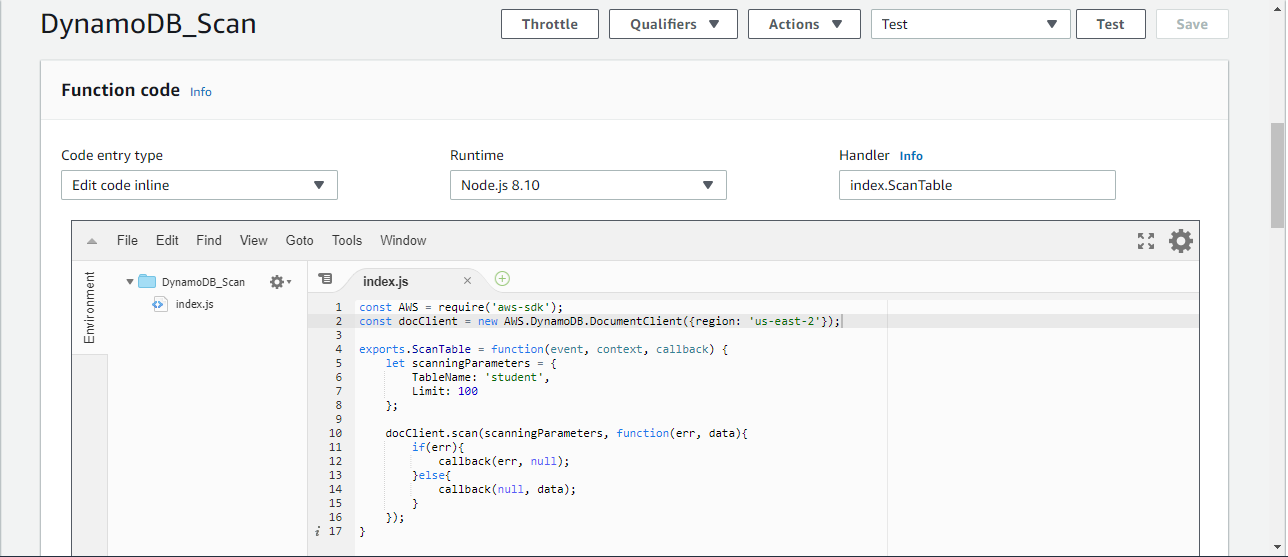 DynamoDB_Scan
Throttle Qualifiers Actions Test Test Save
Function code Info
Code entry type Runtime Handler Info
Edit code inline Node.js 8.10 index.ScanTable
File Edit Find View Goto Tools Window
Environment
DynamoDB_Scan
index.js
index.js
1 const AWS = require('aws-sdk');
2 const docClient = new AWS.DynamoDB.DocumentClient({region: 'us-east-2'});
3
4 exports.ScanTable = function(event, context, callback) {
5     let scanningParameters = {
6         TableName: 'student',
7         Limit: 100
8     };
9
10     docClient.scan(scanningParameters, function(err, data){
11         if(err){
12             callback(err, null);
13         }else{
14             callback(null, data);
15         }
16     });
i 17 }